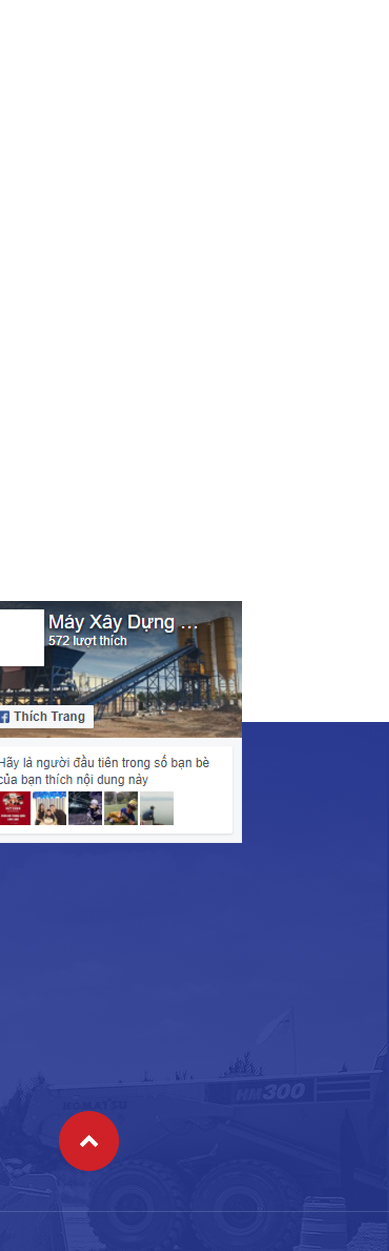 Máy Xây Dựng ...
572 lượt thích
Thích Trang
Hãy là người đầu tiên trong số bạn bè
của bạn thích nội dung này
HM300
KOMATSU